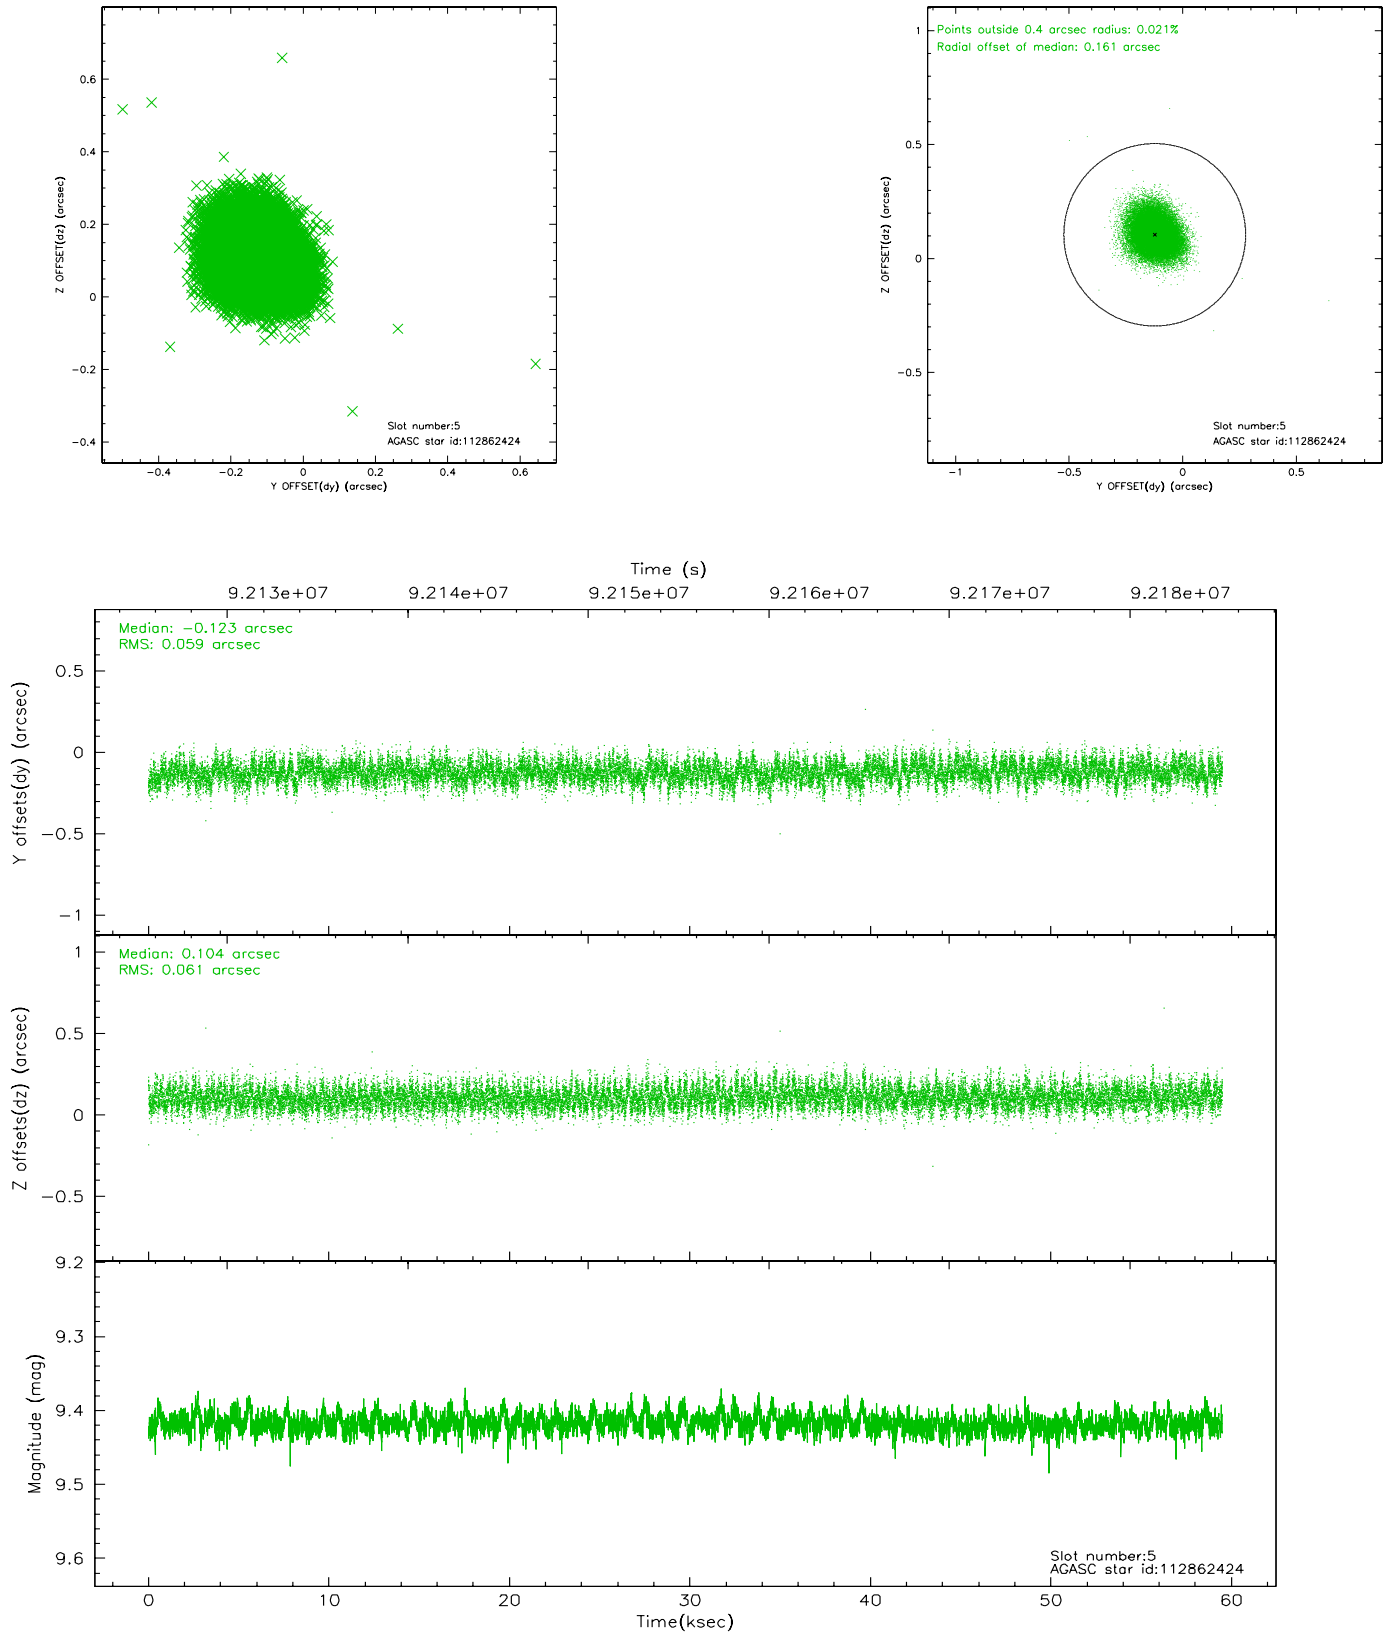 0.6
0.4
0.2
0
−0.2
−0.4
Z OFFSET(dz) (arcsec)
Slot number:5
AGASC star id:112862424
−0.4 −0.2 0 0.2 0.4 0.6
Y OFFSET(dy) (arcsec)
Points outside 0.4 arcsec radius: 0.021%
Radial offset of median: 0.161 arcsec
1
0.5
0
−0.5
Z OFFSET(dz) (arcsec)
Slot number:5
AGASC star id:112862424
−1 −0.5 0 0.5
Y OFFSET(dy) (arcsec)
Time (s)
9.213e+07 9.214e+07 9.215e+07 9.216e+07 9.217e+07 9.218e+07
Median: −0.123 arcsec
RMS: 0.059 arcsec
0.5
0
−0.5
−1
Y offsets(dy) (arcsec)
Median: 0.104 arcsec
RMS: 0.061 arcsec
1
0.5
0
−0.5
Z offsets(dz) (arcsec)
9.2
9.3
9.4
9.5
9.6
Magnitude (mag)
Slot number:5
AGASC star id:112862424
0 10 20 30 40 50 60
Time(ksec)